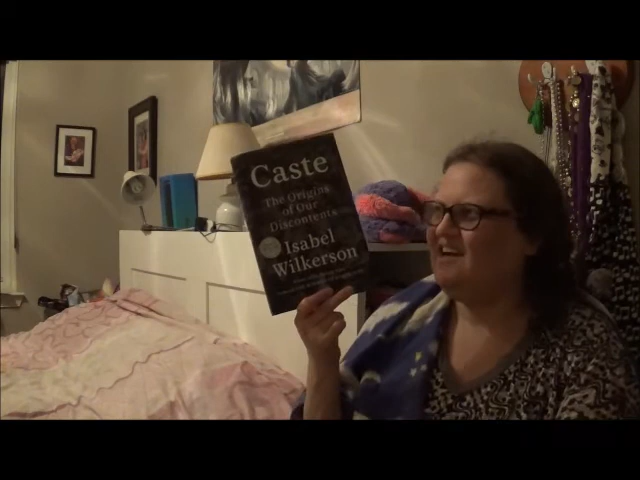 Caste
The Origins
of Our
Discontents
Isabel
Wilkerson